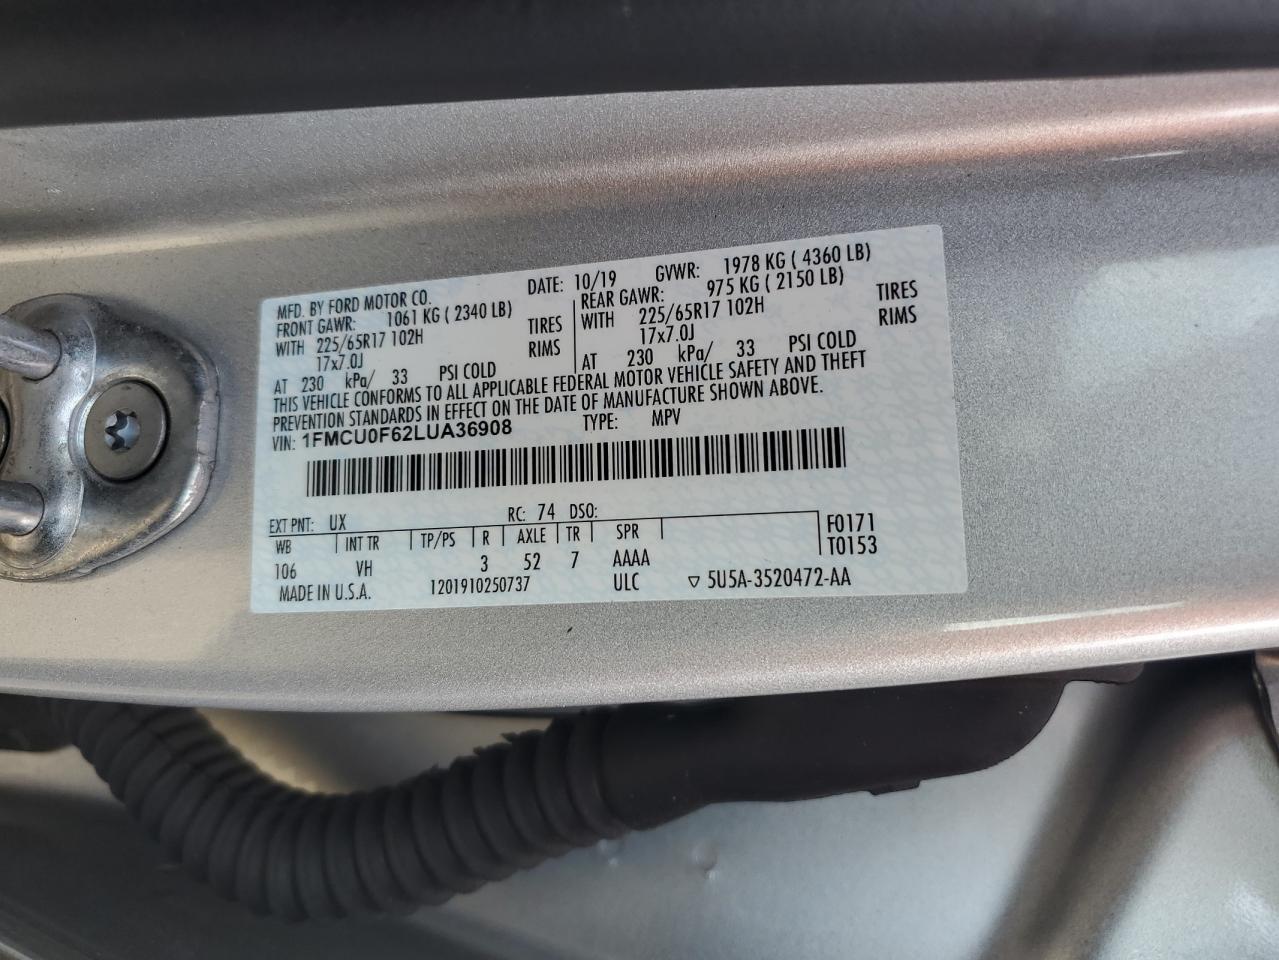 MFD. BY FORD MOTOR CO. DATE: 10/19 GVWR: 1978 KG ( 4360 LB)
FRONT GAWR: 1061 KG ( 2340 LB) REAR GAWR: 975 KG ( 2150 LB)
WITH 225/65R17 102H TIRES WITH 225/65R17 102H TIRES
17x7.0J RIMS 17x7.0J RIMS
AT 230 kPa/ 33 PSI COLD AT 230 kPa/ 33 PSI COLD
THIS VEHICLE CONFORMS TO ALL APPLICABLE FEDERAL MOTOR VEHICLE SAFETY AND THEFT
PREVENTION STANDARDS IN EFFECT ON THE DATE OF MANUFACTURE SHOWN ABOVE.
VIN: 1FMCU0F62LUA36908 TYPE: MPV
EXT PNT: UX RC: 74 DSO:
WB INT TR TP/PS R AXLE TR SPR F0171
106 VH 3 52 7 AAAA T0153
MADE IN U.S.A. 1201910250737 ULC ▽ 5U5A-3520472-AA